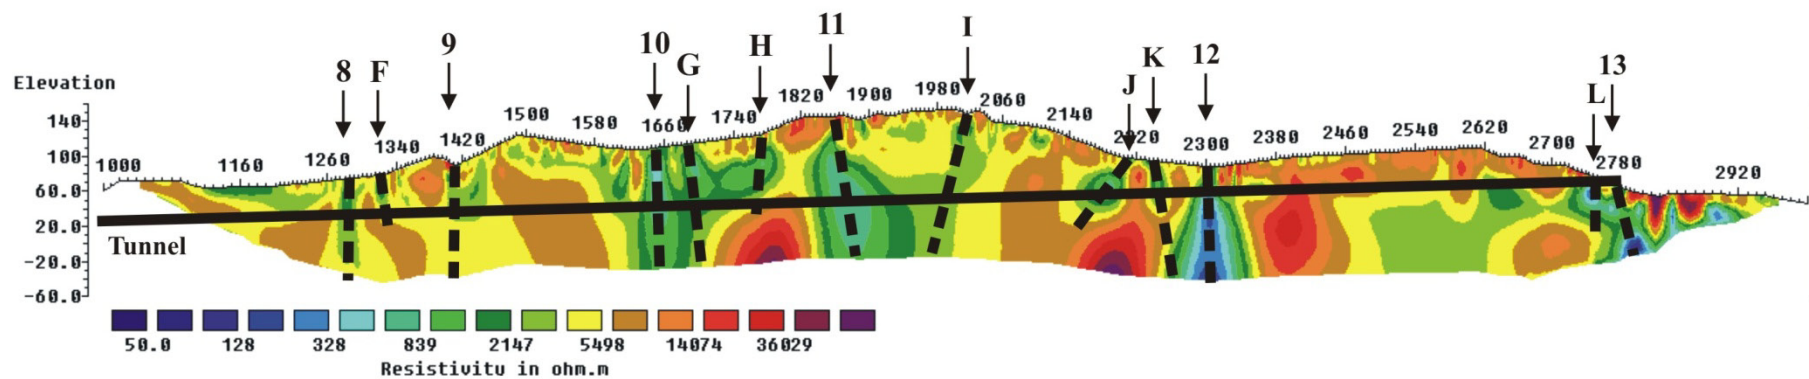 8 F 9 10 G H 11 I J K 12 L 13
Elevation
140
100
60.0
20.0
-20.0
-60.0
1000 1160 1260 1340 1420 1500 1580 1660 1740 1820 1900 1980 2060 2140 2220 2300 2380 2460 2540 2620 2700 2780 2920
Tunnel
50.0 128 328 839 2147 5498 14074 36029
Resistivitu in ohm.m